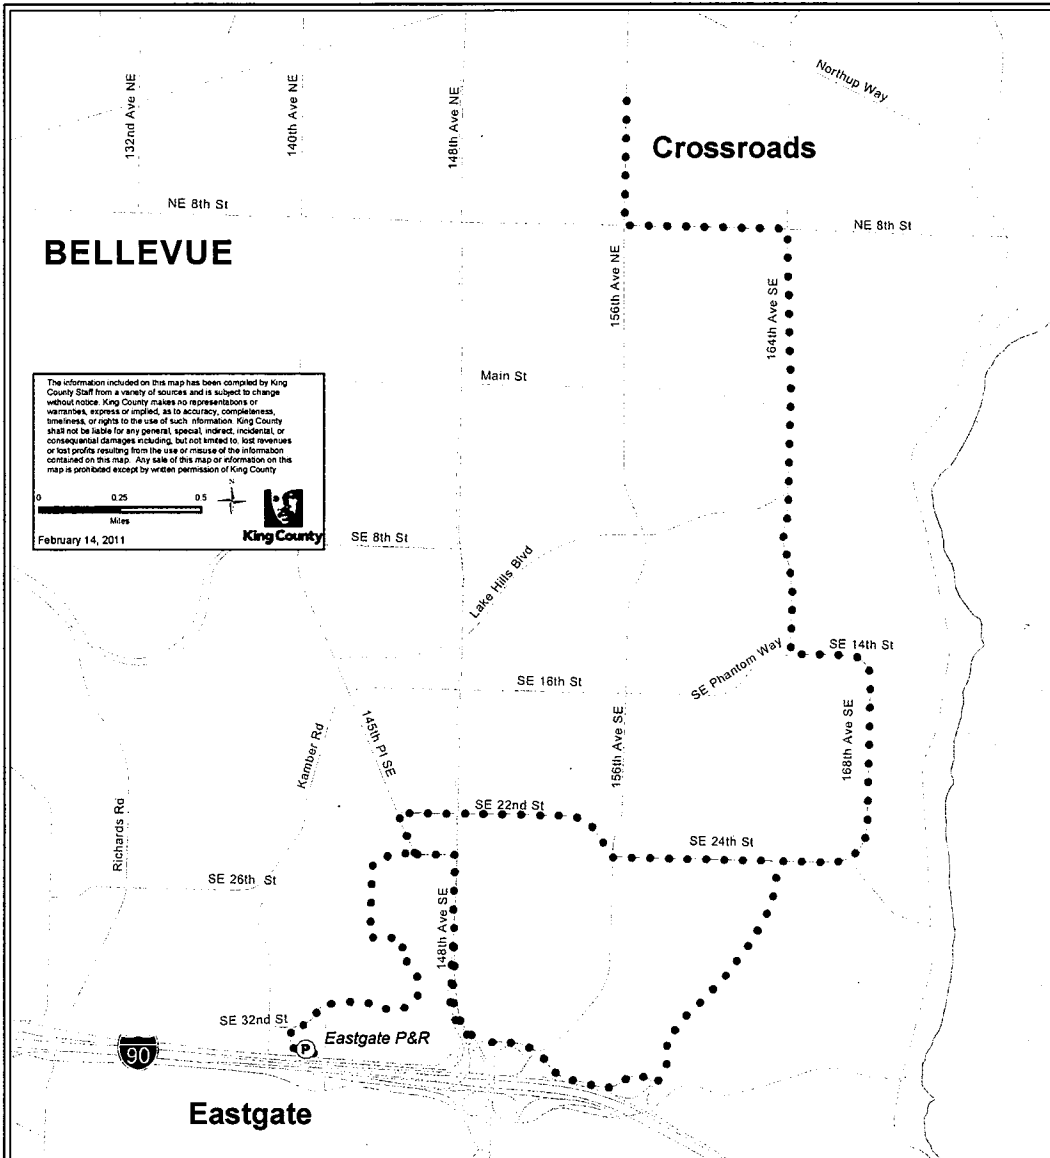 Northup Way
132nd Ave NE
140th Ave NE
148th Ave NE
Crossroads
NE 8th St
NE 8th St
BELLEVUE
156th Ave NE
164th Ave SE
Main St
The information included on this map has been compiled by King
County Staff from a variety of sources and is subject to change
without notice. King County makes no representations or
warranties, express or implied, as to accuracy, completeness,
timeliness, or rights to the use of such information. King County
shall not be liable for any general, special, indirect, incidental, or
consequential damages including, but not limited to, lost revenues
or lost profits resulting from the use or misuse of the information
contained on this map. Any sale of this map or information on this
map is prohibited except by written permission of King County
N
0 0.25 0.5
Miles
King County
February 14, 2011
SE 8th St
Lake Hills Blvd
SE 14th St
SE Phantom Way
SE 16th St
145th Pl SE
Kamber Rd
156th Ave SE
168th Ave SE
Richards Rd
SE 22nd St
SE 24th St
SE 26th St
148th Ave SE
SE 32nd St
Eastgate P&R
P
90
Eastgate